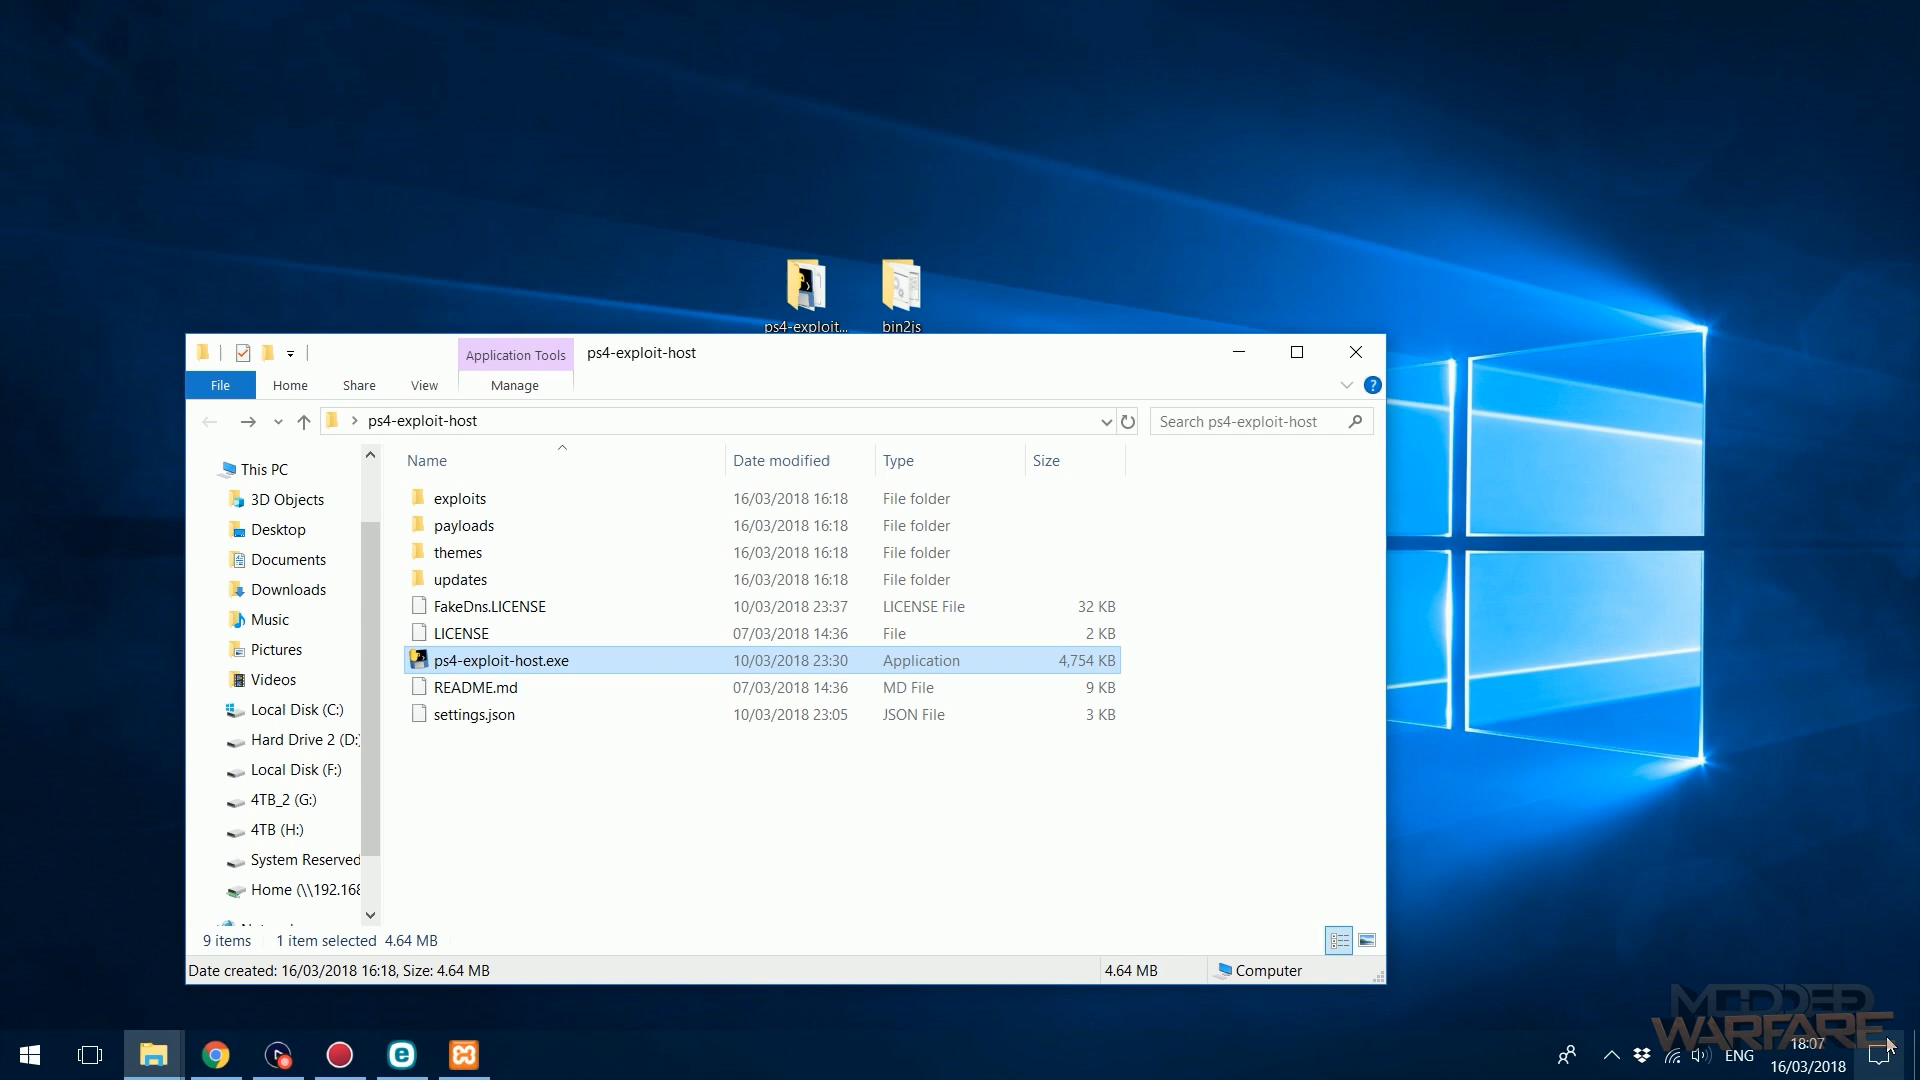 ps4-exploit...
bin2js
Application Tools
ps4-exploit-host
File
Home
Share
View
Manage
?
ps4-exploit-host
Search ps4-exploit-host
Name
Date modified
Type
Size
This PC
3D Objects
Desktop
Documents
Downloads
Music
Pictures
Videos
Local Disk (C:)
Hard Drive 2 (D:)
Local Disk (F:)
4TB_2 (G:)
4TB (H:)
System Reserved
Home (\\192.168
exploits 16/03/2018 16:18 File folder
payloads 16/03/2018 16:18 File folder
themes 16/03/2018 16:18 File folder
updates 16/03/2018 16:18 File folder
FakeDns.LICENSE 10/03/2018 23:37 LICENSE File 32 KB
LICENSE 07/03/2018 14:36 File 2 KB
ps4-exploit-host.exe 10/03/2018 23:30 Application 4,754 KB
README.md 07/03/2018 14:36 MD File 9 KB
settings.json 10/03/2018 23:05 JSON File 3 KB
9 items 1 item selected 4.64 MB
Date created: 16/03/2018 16:18, Size: 4.64 MB
4.64 MB
Computer
MODDED
WARFARE
ENG
18:07
16/03/2018